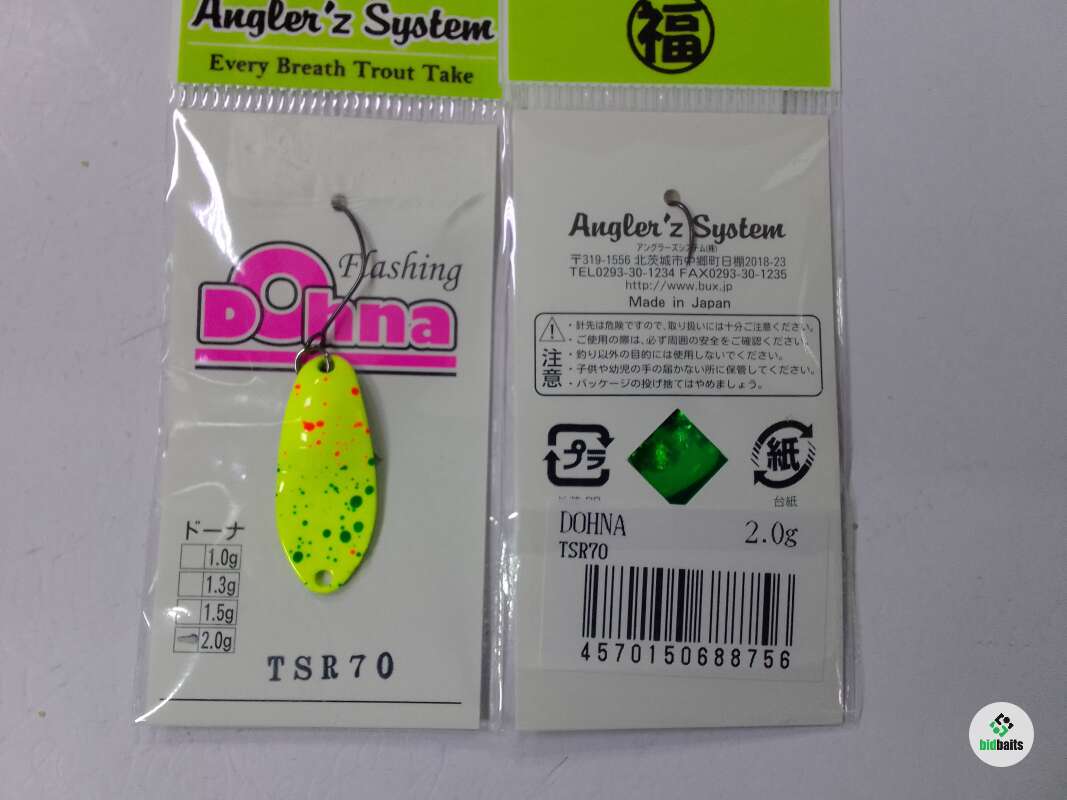 Angler'z System
Every Breath Trout Take
Flashing
Dohna
ドーナ
1.0g
1.3g
1.5g
2.0g
TSR70
福
Angler'z System
アングラーズシステム(株)
〒319-1556 北茨城市中郷町日棚2018-23
TEL0293-30-1234 FAX0293-30-1235
http://www.bux.jp
Made in Japan
注意
・針先は危険ですので、取り扱いには十分ご注意ください。
・ご使用の際は、必ず周囲の安全をご確認ください。
・釣り以外の目的には使用しないでください。
・子供や幼児の手の届かない所に保管してください。
・パッケージの投げ捨てはやめましょう。
プラ
紙
台紙
DOHNA 2.0g
TSR70
4570150688756
bidbaits